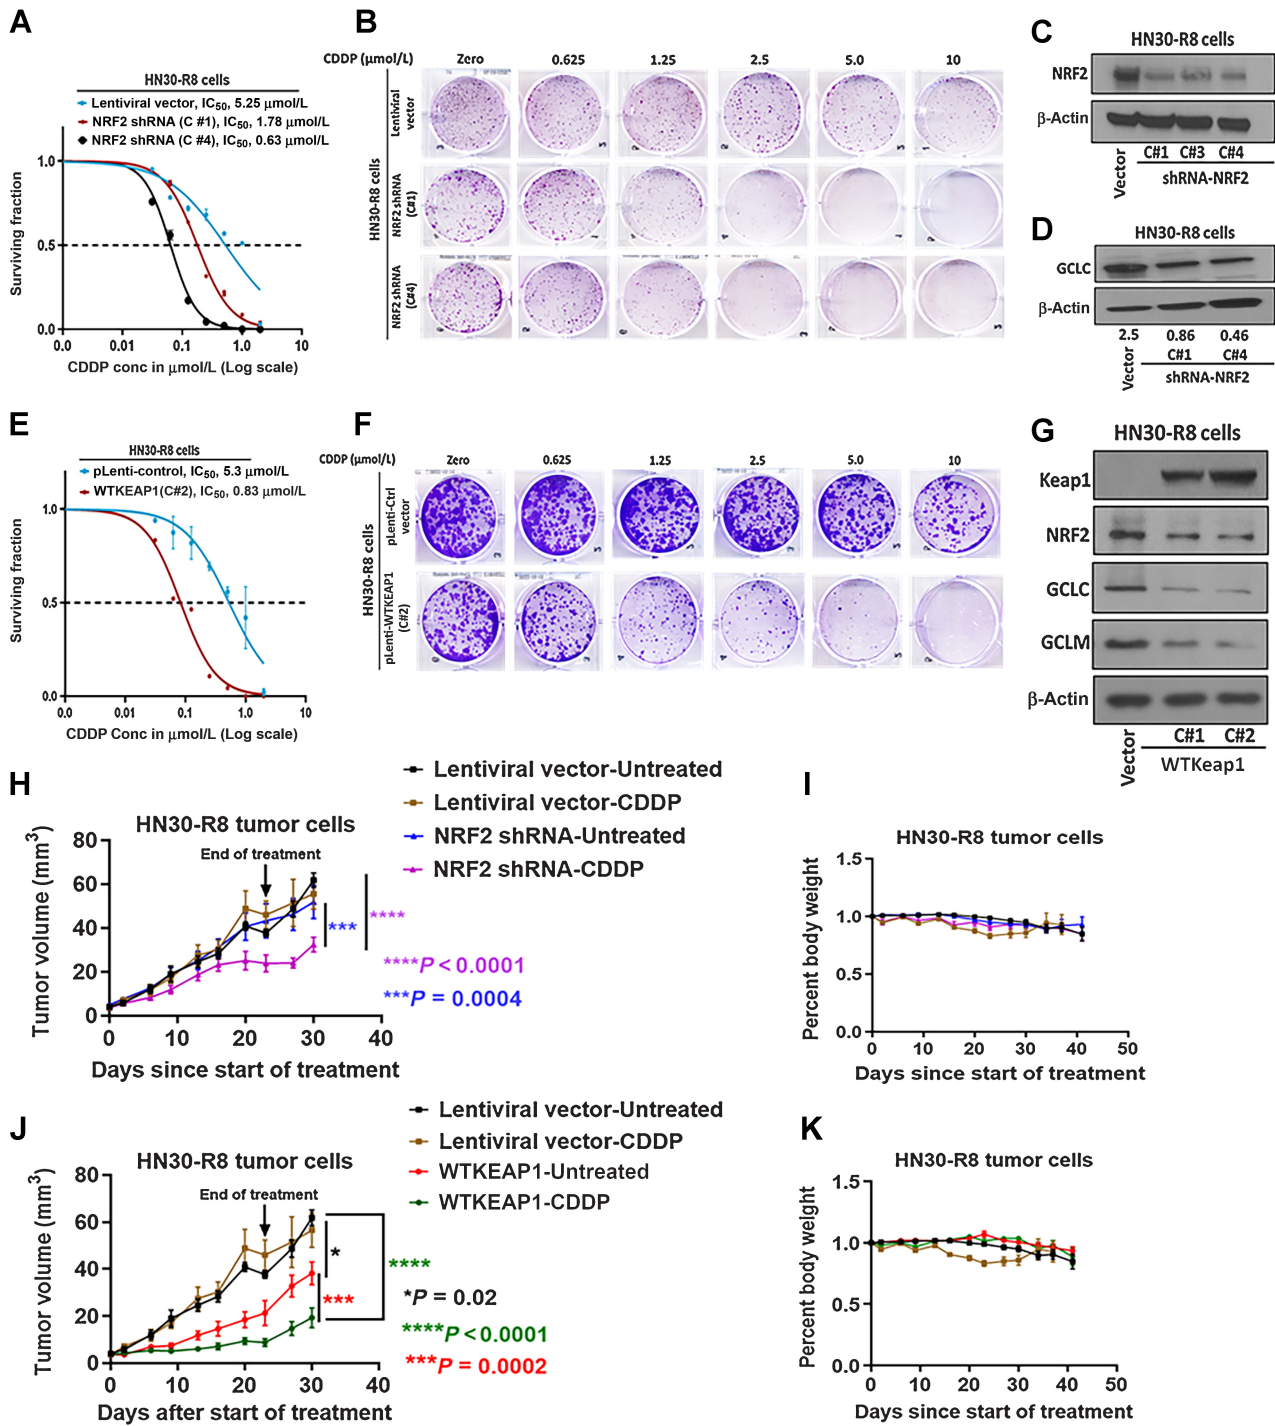 A
HN30-R8 cells
Lentiviral vector, IC50, 5.25 μmol/L
NRF2 shRNA (C #1), IC50, 1.78 μmol/L
NRF2 shRNA (C #4), IC50, 0.63 μmol/L
Surviving fraction
1.0
0.5
0.0
0.0 0.01 0.1 1.0 10
CDDP conc in μmol/L (Log scale)
B
CDDP (μmol/L) Zero 0.625 1.25 2.5 5.0 10
HN30-R8 cells
Lentiviral vector
NRF2 shRNA (C#1)
NRF2 shRNA (C#4)
C
HN30-R8 cells
NRF2
β-Actin
Vector C#1 C#3 C#4
shRNA-NRF2
D
HN30-R8 cells
GCLC
β-Actin
2.5 0.86 0.46
Vector C#1 C#4
shRNA-NRF2
E
HN30-R8 cells
pLenti-control, IC50, 5.3 μmol/L
WTKEAP1(C#2), IC50, 0.83 μmol/L
Surviving fraction
1.0
0.5
0.0
0.0 0.01 0.1 1.0 10
CDDP Conc in μmol/L (Log scale)
F
CDDP (μmol/L) Zero 0.625 1.25 2.5 5.0 10
HN30-R8 cells
pLenti-Ctrl vector
pLenti-WTKEAP1 (C#2)
G
HN30-R8 cells
Keap1
NRF2
GCLC
GCLM
β-Actin
Vector C#1 C#2
WTKeap1
H
Lentiviral vector-Untreated
Lentiviral vector-CDDP
NRF2 shRNA-Untreated
NRF2 shRNA-CDDP
HN30-R8 tumor cells
End of treatment
Tumor volume (mm3)
80
60
40
20
0
0 10 20 30 40
Days since start of treatment
***
****
****P < 0.0001
***P = 0.0004
I
HN30-R8 tumor cells
Percent body weight
1.5
1.0
0.5
0.0
0 10 20 30 40 50
Days since start of treatment
J
Lentiviral vector-Untreated
Lentiviral vector-CDDP
WTKEAP1-Untreated
WTKEAP1-CDDP
HN30-R8 tumor cells
End of treatment
Tumor volume (mm3)
80
60
40
20
0
0 10 20 30 40
Days after start of treatment
*
***
****
*P = 0.02
****P < 0.0001
***P = 0.0002
K
HN30-R8 tumor cells
Percent body weight
1.5
1.0
0.5
0.0
0 10 20 30 40 50
Days since start of treatment